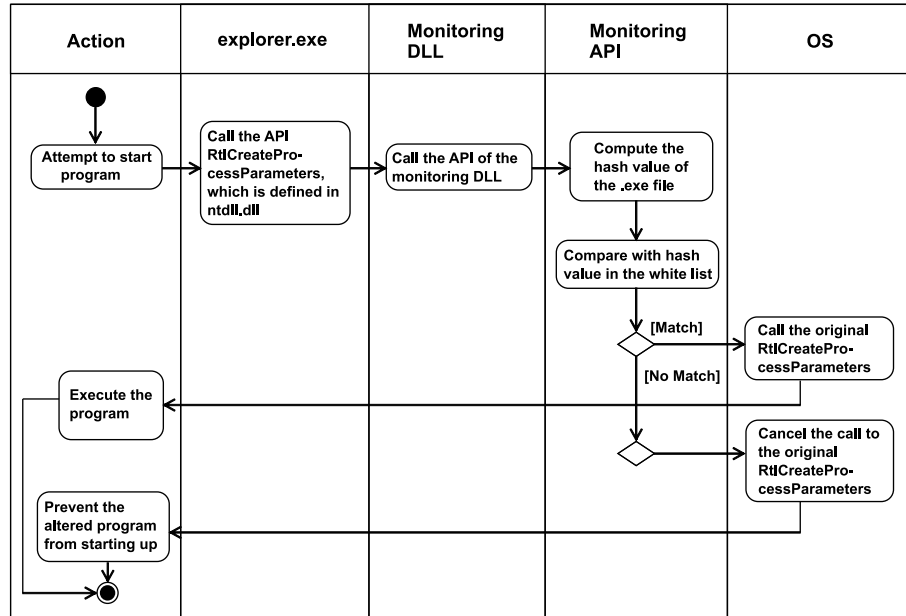 Action
explorer.exe
Monitoring
DLL
Monitoring
API
OS
Attempt to start
program
Call the API
RtlCreatePro-
cessParameters,
which is defined in
ntdll.dll
Call the API of the
monitoring DLL
Compute the
hash value of
the .exe file
Compare with hash
value in the white list
[Match]
Call the original
RtlCreatePro-
cessParameters
[No Match]
Execute the
program
Cancel the call to
the original
RtlCreatePro-
cessParameters
Prevent the
altered program
from starting up